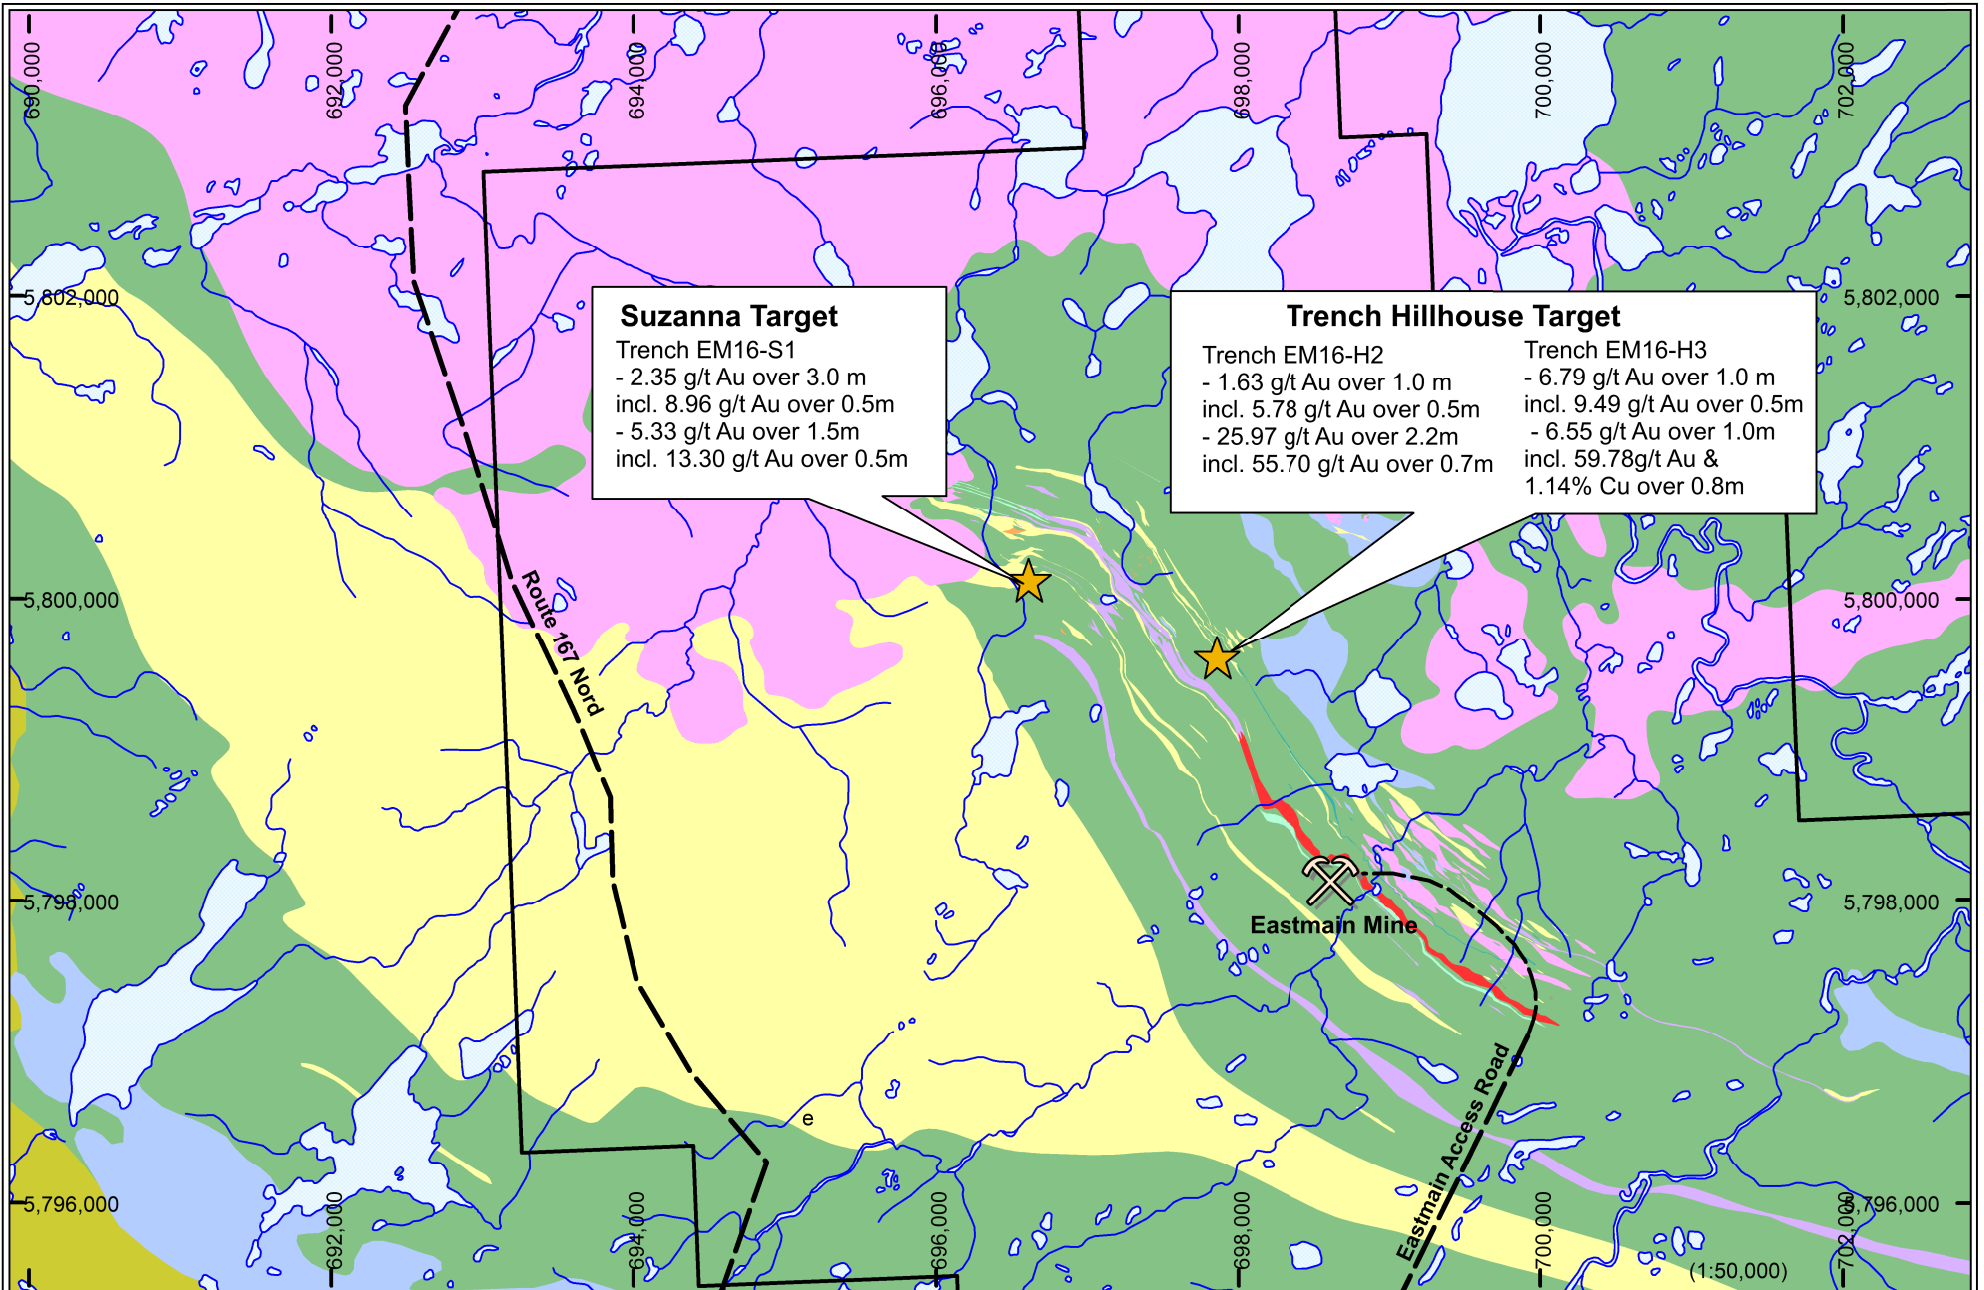 690,000
692,000
694,000
696,000
698,000
700,000
702,000
5,802,000
5,802,000
Suzanna Target
Trench EM16-S1
- 2.35 g/t Au over 3.0 m
incl. 8.96 g/t Au over 0.5m
- 5.33 g/t Au over 1.5m
incl. 13.30 g/t Au over 0.5m
Trench Hillhouse Target
Trench EM16-H2
- 1.63 g/t Au over 1.0 m
incl. 5.78 g/t Au over 0.5m
- 25.97 g/t Au over 2.2m
incl. 55.70 g/t Au over 0.7m
Trench EM16-H3
- 6.79 g/t Au over 1.0 m
incl. 9.49 g/t Au over 0.5m
- 6.55 g/t Au over 1.0m
incl. 59.78g/t Au &
1.14% Cu over 0.8m
5,800,000
5,800,000
Route 167 Nord
5,798,000
5,798,000
Eastmain Mine
Eastmain Access Road
e
5,796,000
5,796,000
692,000
694,000
696,000
698,000
700,000
702,000
(1:50,000)